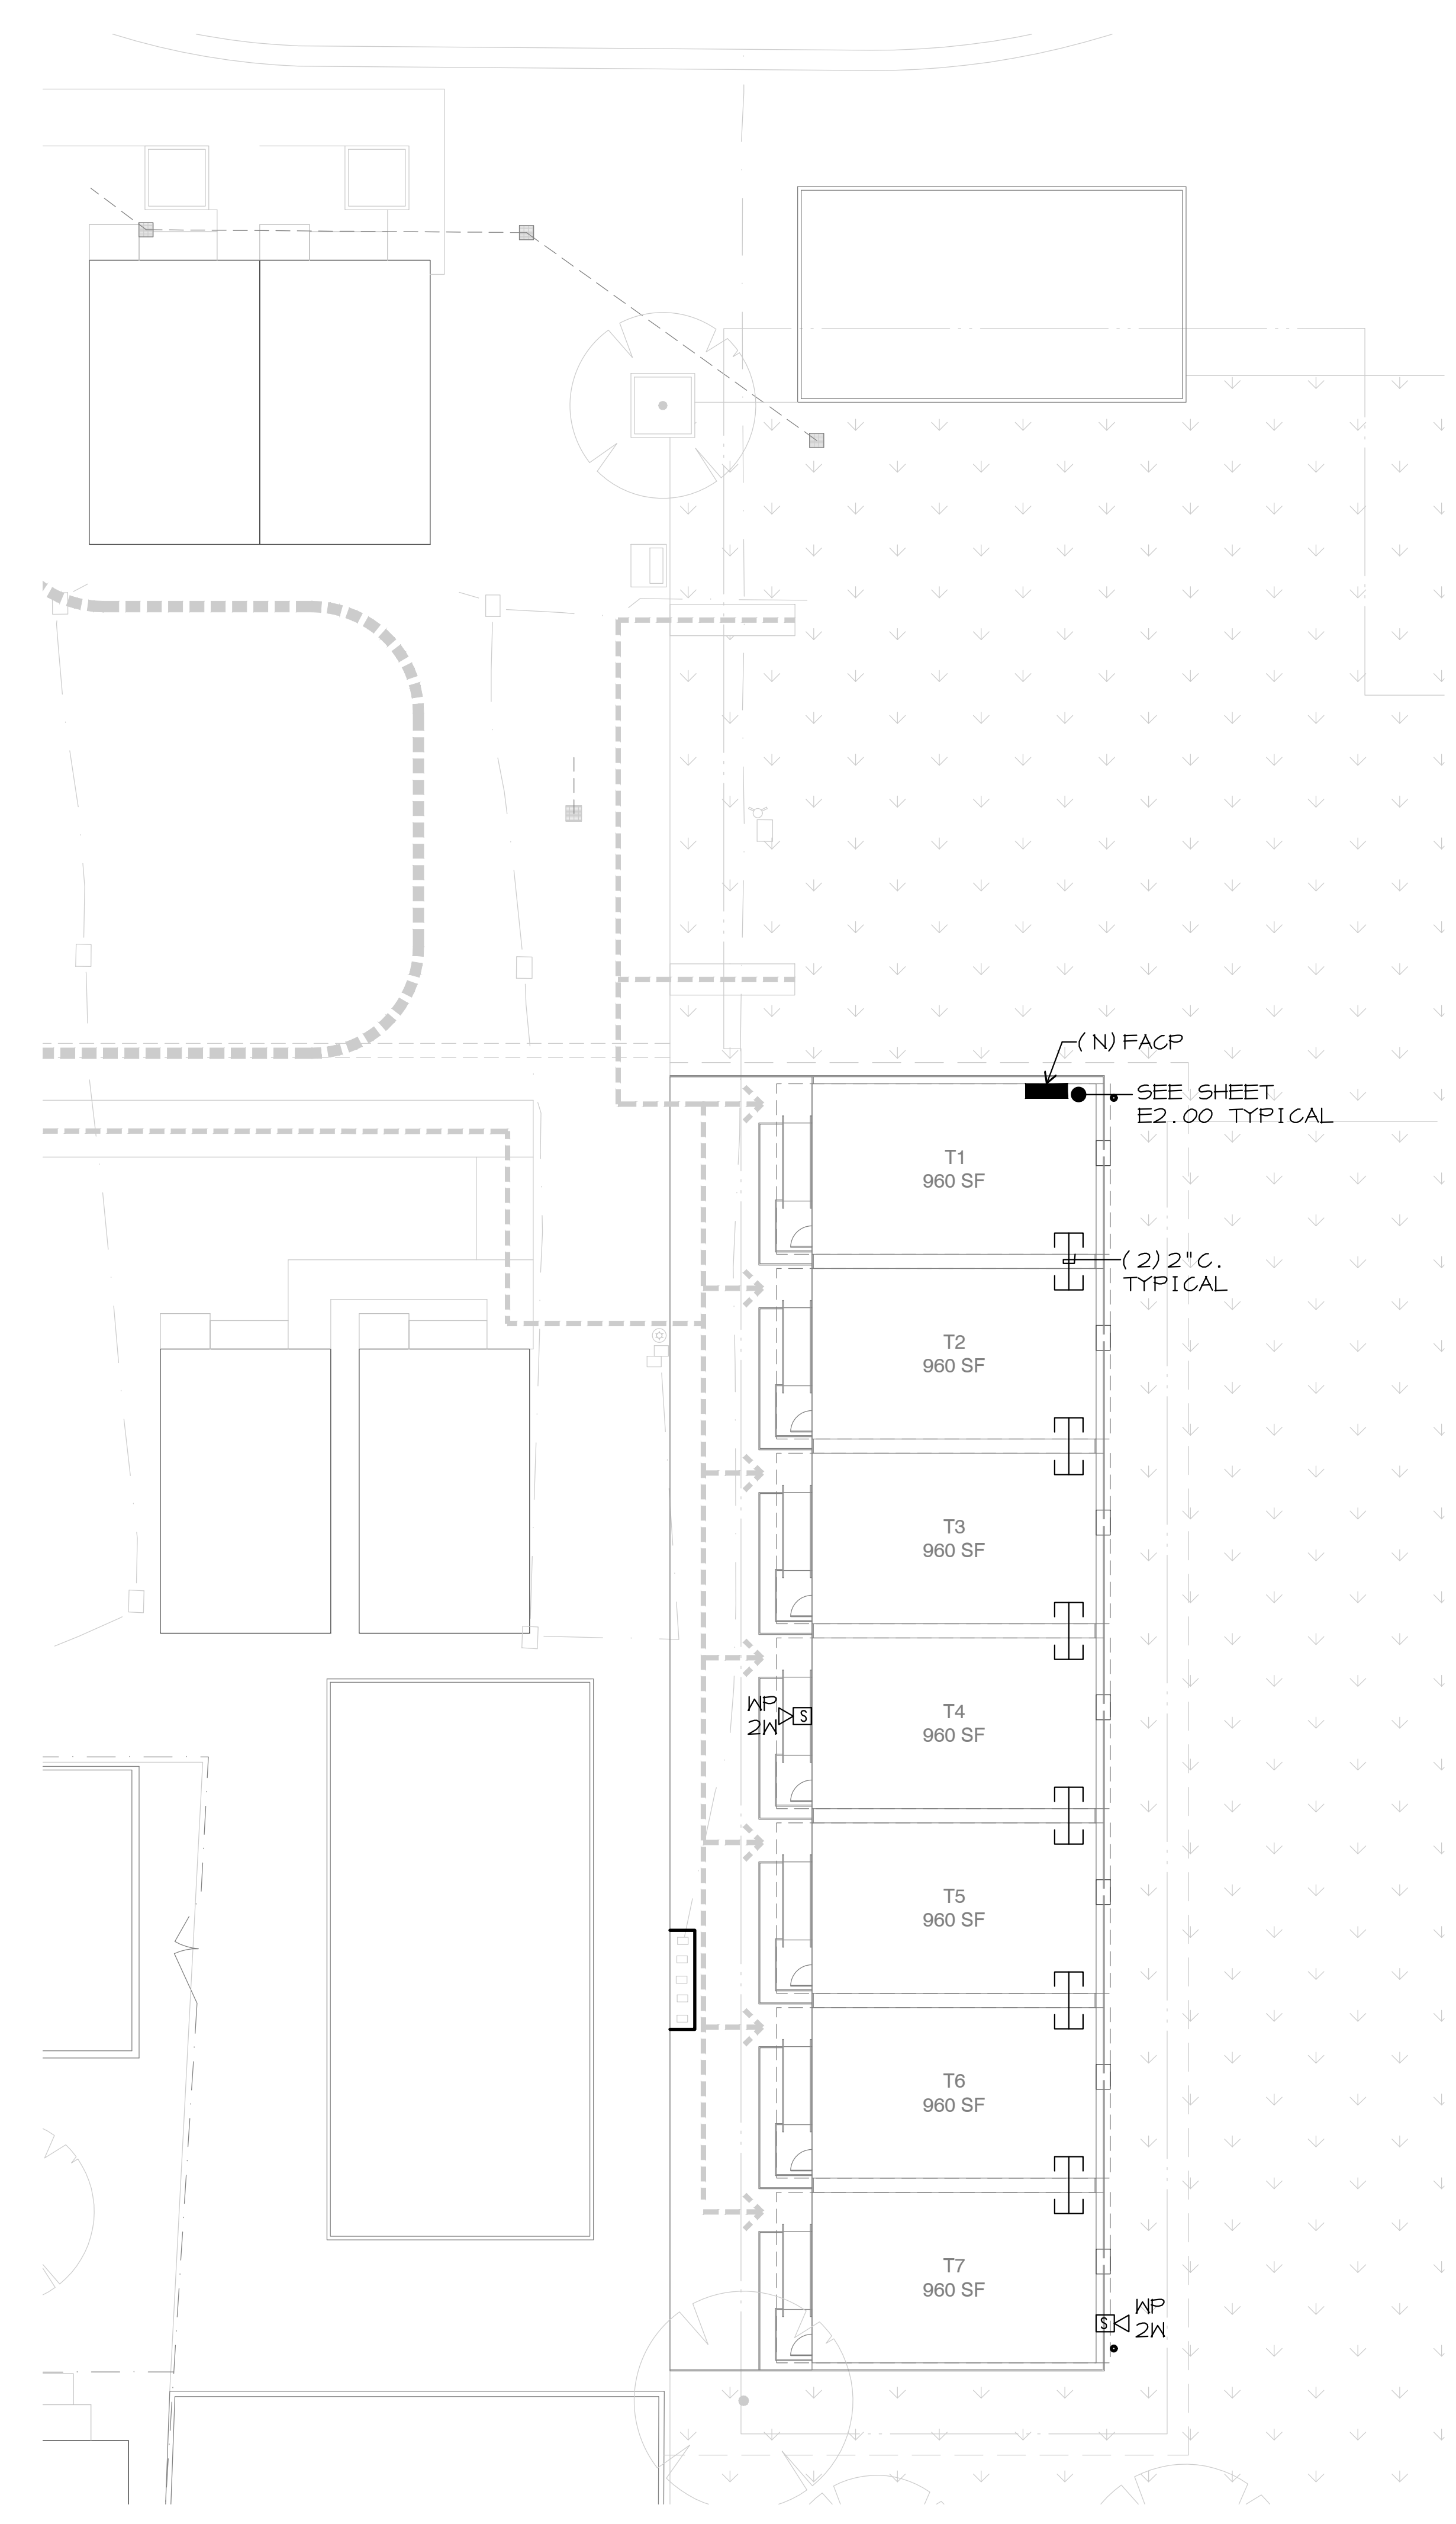 (N)FACP
SEE SHEET
E2.00 TYPICAL
T1
960 SF
(2)2"C.
TYPICAL
T2
960 SF
T3
960 SF
T4
960 SF
WP
2W
S
T5
960 SF
T6
960 SF
T7
960 SF
WP
2W
S